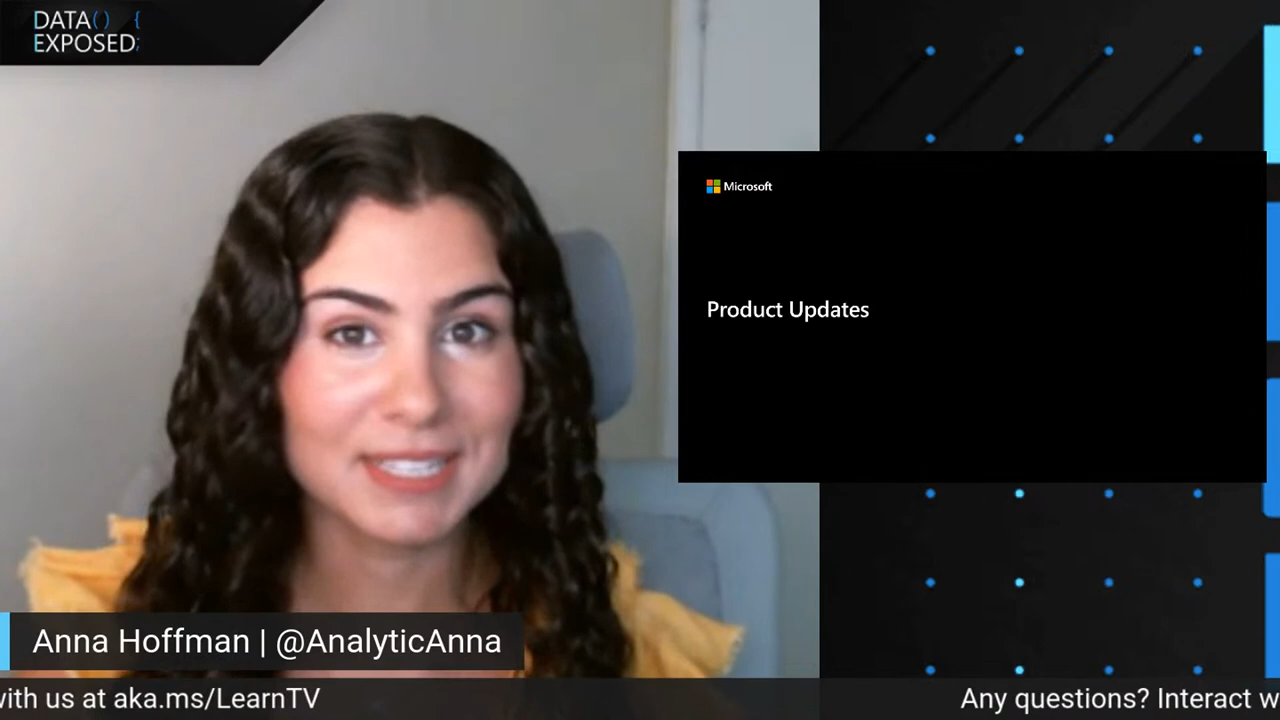 DATA() {
EXPOSED;
Microsoft
Product Updates
Anna Hoffman | @AnalyticAnna
with us at aka.ms/LearnTV
Any questions? Interact w